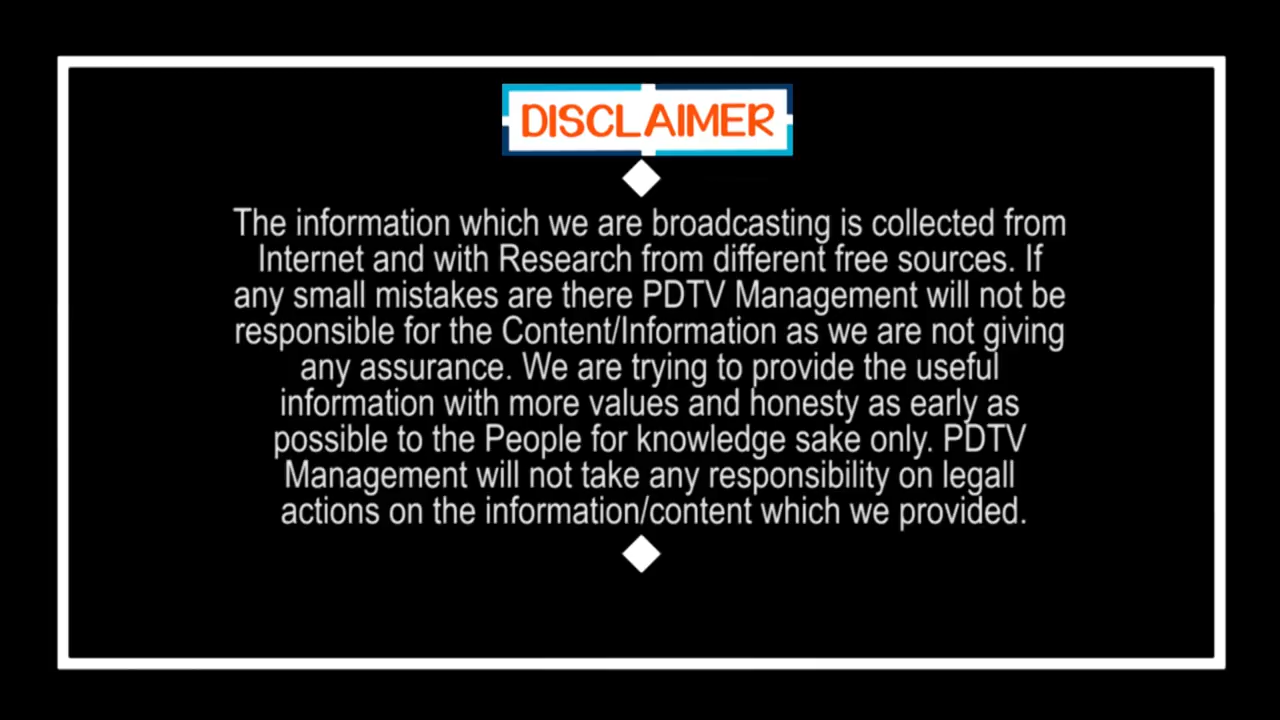 DISCLAIMER
The information which we are broadcasting is collected from
Internet and with Research from different free sources. If
any small mistakes are there PDTV Management will not be
responsible for the Content/Information as we are not giving
any assurance. We are trying to provide the useful
information with more values and honesty as early as
possible to the People for knowledge sake only. PDTV
Management will not take any responsibility on legall
actions on the information/content which we provided.